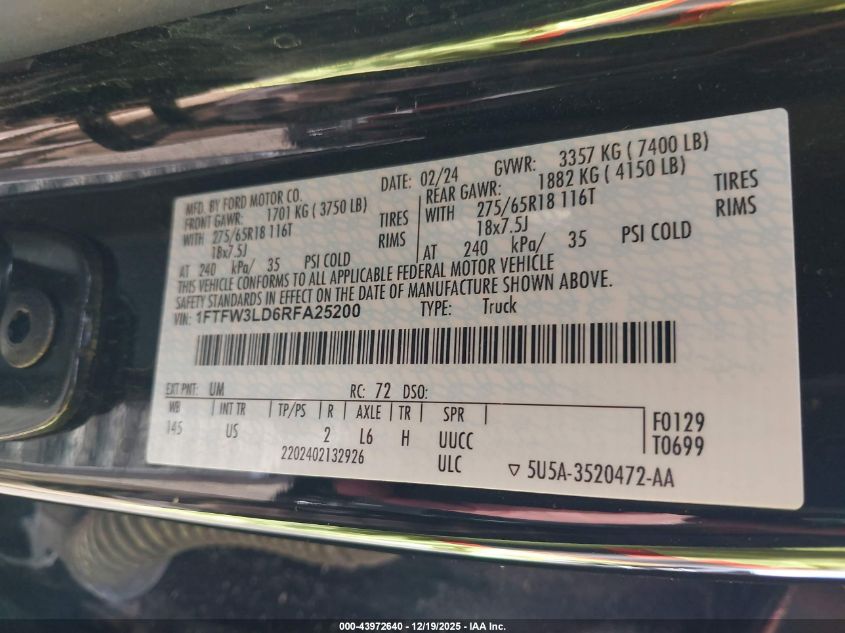 MFD. BY FORD MOTOR CO. DATE: 02/24 GVWR: 3357 KG ( 7400 LB)
FRONT GAWR: 1701 KG ( 3750 LB) REAR GAWR: 1882 KG ( 4150 LB)
WITH 275/65R18 116T TIRES WITH 275/65R18 116T TIRES
18x7.5J RIMS 18x7.5J RIMS
AT 240 kPa/ 35 PSI COLD AT 240 kPa/ 35 PSI COLD
THIS VEHICLE CONFORMS TO ALL APPLICABLE FEDERAL MOTOR VEHICLE
SAFETY STANDARDS IN EFFECT ON THE DATE OF MANUFACTURE SHOWN ABOVE.
VIN: 1FTFW3LD6RFA25200 TYPE: Truck
EXT PNT: UM RC: 72 DSO:
WB INT TR TP/PS R AXLE TR SPR F0129
145 US 2 L6 H UUCC T0699
2202402132926 ULC ▽ 5U5A-3520472-AA
000-43972640 / 12/19/2025 - IAA Inc.